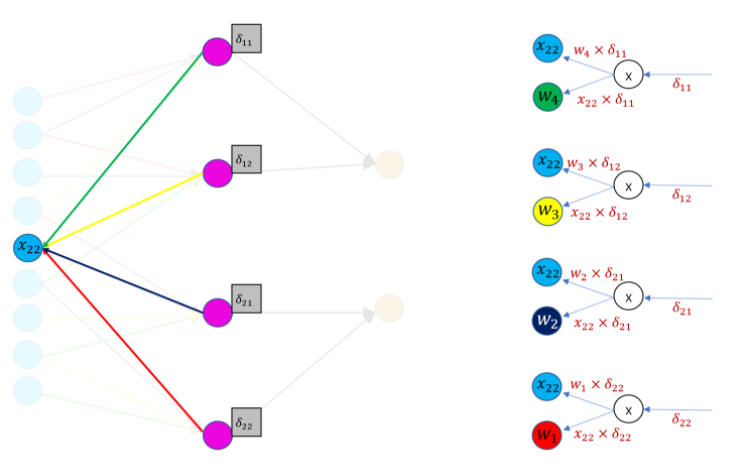 δ₁₁
δ₁₂
x₂₂
δ₂₁
δ₂₂
x₂₂ w₄ × δ₁₁
x
δ₁₁
w₄ x₂₂ × δ₁₁
x₂₂ w₃ × δ₁₂
x
δ₁₂
w₃ x₂₂ × δ₁₂
x₂₂ w₂ × δ₂₁
x
δ₂₁
w₂ x₂₂ × δ₂₁
x₂₂ w₁ × δ₂₂
x
δ₂₂
w₁ x₂₂ × δ₂₂